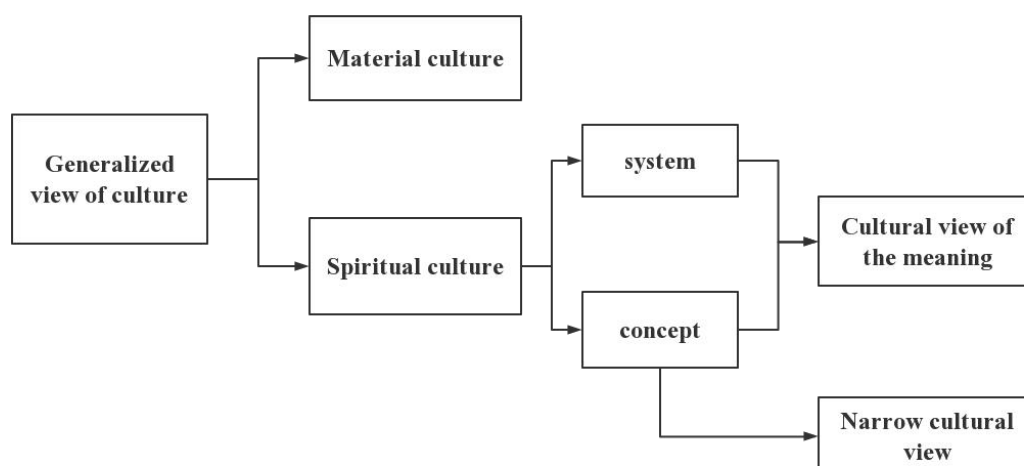 Material culture
Generalized
view of culture
system
Cultural view of
the meaning
Spiritual culture
concept
Narrow cultural
view